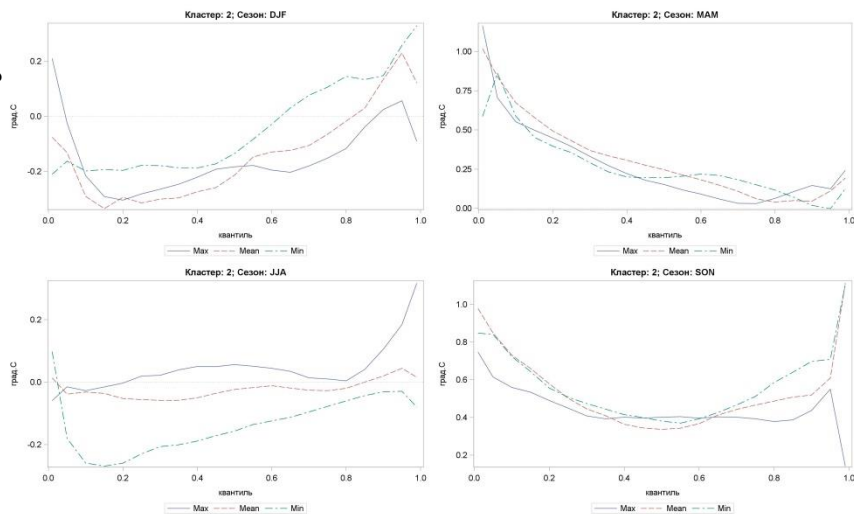 Кластер: 2; Сезон: DJF
град.C
0.2
0.0
-0.2
0.0 0.2 0.4 0.6 0.8 1.0
квантиль
Max Mean Min
Кластер: 2; Сезон: MAM
град.C
1.00
0.75
0.50
0.25
0.00
0.0 0.2 0.4 0.6 0.8 1.0
квантиль
Max Mean Min
Кластер: 2; Сезон: JJA
град.C
0.2
0.0
-0.2
0.0 0.2 0.4 0.6 0.8 1.0
квантиль
Max Mean Min
Кластер: 2; Сезон: SON
град.C
1.0
0.8
0.6
0.4
0.2
0.0 0.2 0.4 0.6 0.8 1.0
квантиль
Max Mean Min